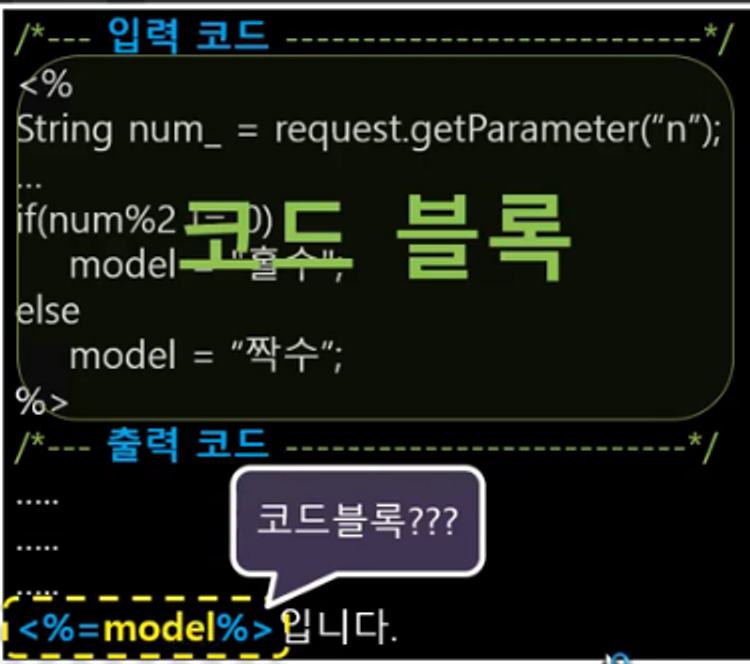 /*--- 입력 코드 ---------------------------*/
<%
String num_ = request.getParameter(“n”);
...
if(num%2 != 0)
코드 블록
model = “홀수”;
else
model = “짝수”;
%>
/*--- 출력 코드 --------------------------*/
.....
코드블록???
.....
.....
<%=model%>입니다.